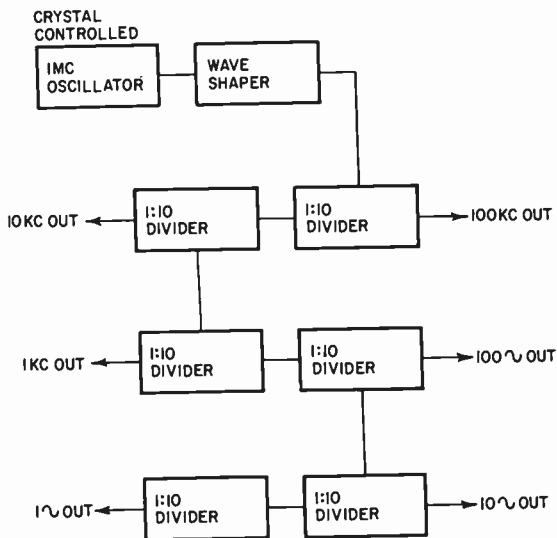 CRYSTAL
CONTROLLED
1MC
OSCILLATOR
WAVE
SHAPER
10KC OUT
1:10
DIVIDER
1:10
DIVIDER
100KC OUT
1KC OUT
1:10
DIVIDER
1:10
DIVIDER
100∿ OUT
1∿ OUT
1:10
DIVIDER
1:10
DIVIDER
10∿ OUT